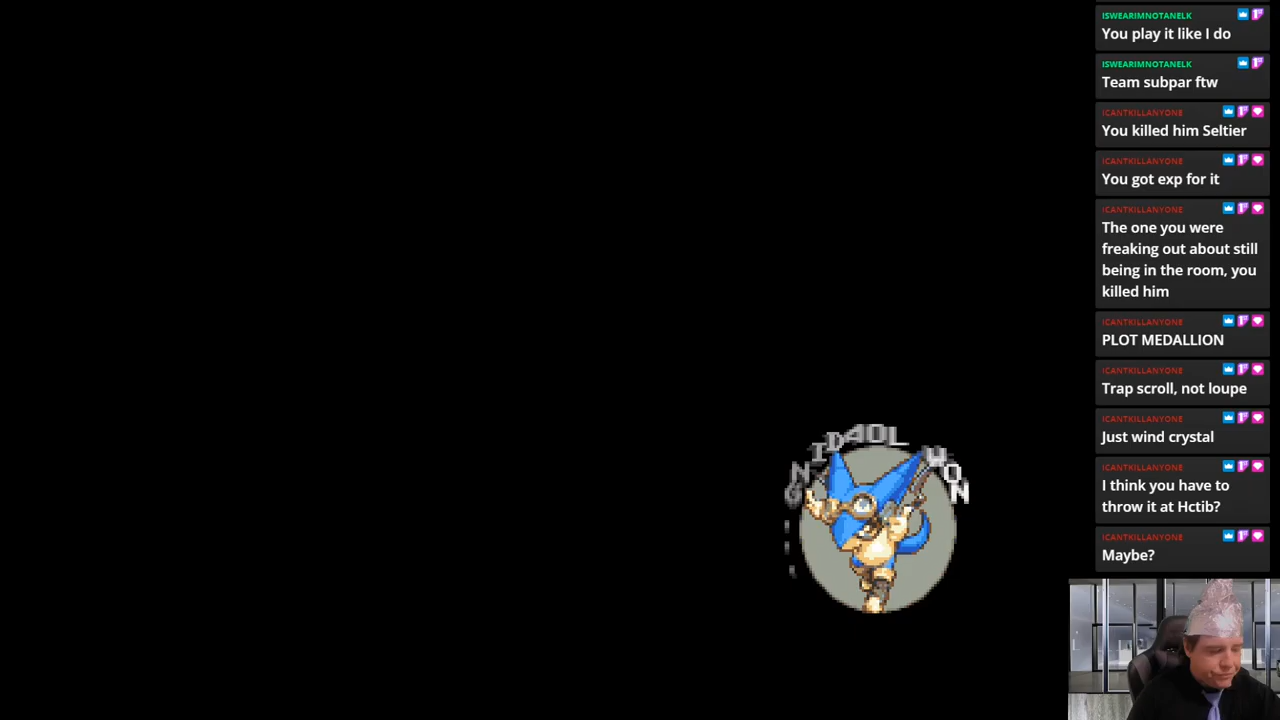 ISWEARIMNOTANELK
You play it like I do
ISWEARIMNOTANELK
Team subpar ftw
ICANTKILLANYONE
You killed him Seltier
ICANTKILLANYONE
You got exp for it
ICANTKILLANYONE
The one you were
freaking out about still
being in the room, you
killed him
ICANTKILLANYONE
PLOT MEDALLION
ICANTKILLANYONE
Trap scroll, not loupe
ICANTKILLANYONE
Just wind crystal
ICANTKILLANYONE
I think you have to
throw it at Hctib?
ICANTKILLANYONE
Maybe?
NOW LOADING...